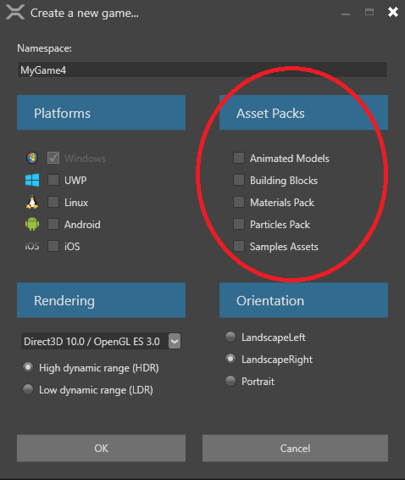 Create a new game...
Namespace:
MyGame4
Platforms
Windows
UWP
Linux
Android
iOS iOS
Asset Packs
Animated Models
Building Blocks
Materials Pack
Particles Pack
Samples Assets
Rendering
Direct3D 10.0 / OpenGL ES 3.0
High dynamic range (HDR)
Low dynamic range (LDR)
Orientation
LandscapeLeft
LandscapeRight
Portrait
OK
Cancel